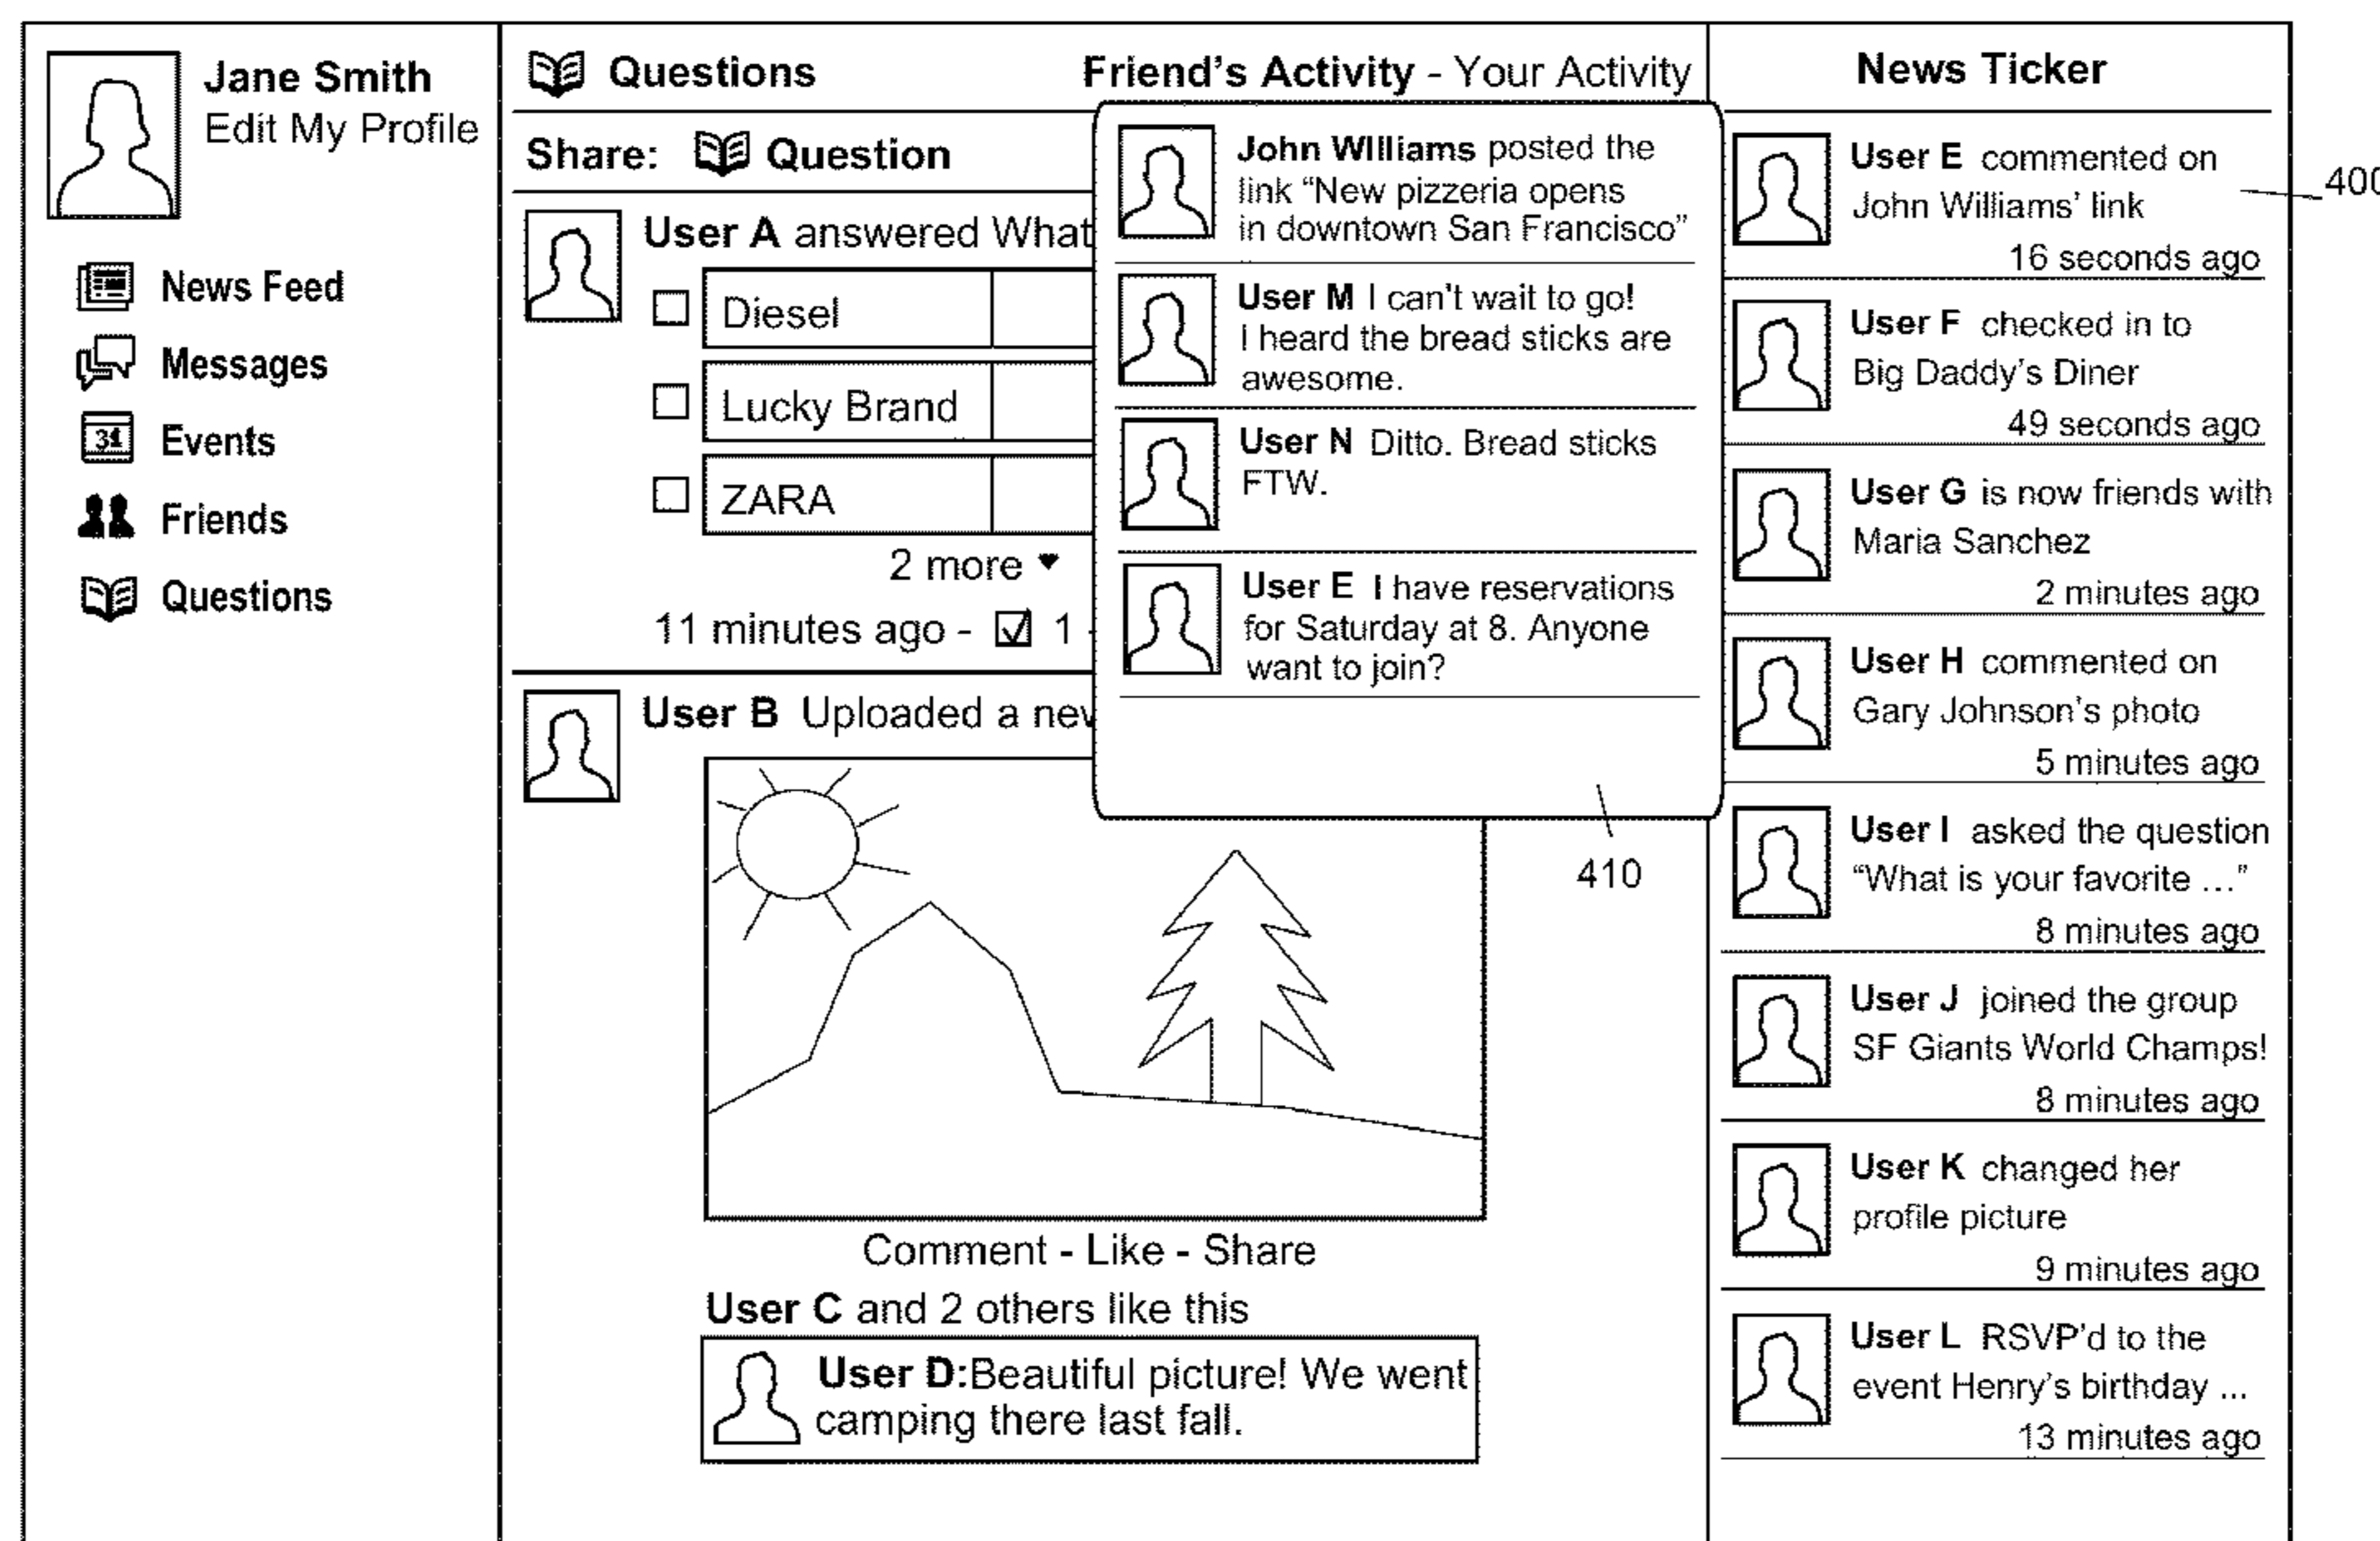 Jane Smith
Edit My Profile
News Feed
Messages
31
Events
Friends
Questions
Questions
Friend's Activity - Your Activity
Share: Question
User A answered What
Diesel
Lucky Brand
ZARA
2 more
11 minutes ago - 1 -
User B Uploaded a new
Comment - Like - Share
User C and 2 others like this
User D:Beautiful picture! We went
camping there last fall.
John Williams posted the
link “New pizzeria opens
in downtown San Francisco”
User M I can't wait to go!
I heard the bread sticks are
awesome.
User N Ditto. Bread sticks
FTW.
User E I have reservations
for Saturday at 8. Anyone
want to join?
410
News Ticker
User E commented on
John Williams’ link
16 seconds ago
400
User F checked in to
Big Daddy’s Diner
49 seconds ago
User G is now friends with
Maria Sanchez
2 minutes ago
User H commented on
Gary Johnson’s photo
5 minutes ago
User I asked the question
“What is your favorite ...”
8 minutes ago
User J joined the group
SF Giants World Champs!
8 minutes ago
User K changed her
profile picture
9 minutes ago
User L RSVP’d to the
event Henry’s birthday ...
13 minutes ago